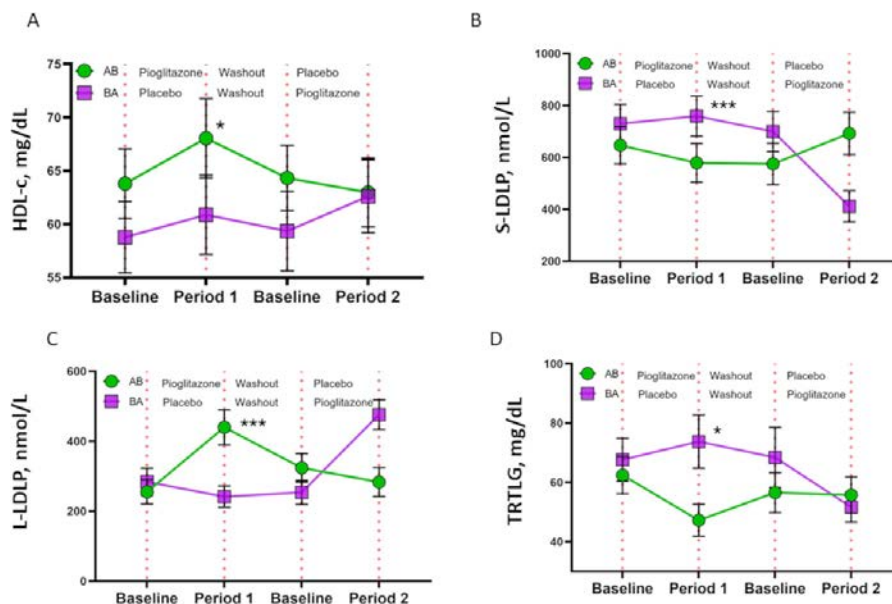 A
HDL-c, mg/dL
75
70
65
60
55
AB Pioglitazone Washout Placebo
BA Placebo Washout Pioglitazone
*
Baseline Period 1 Baseline Period 2
B
S-LDLP, nmol/L
1000
800
600
400
200
AB Pioglitazone Washout Placebo
BA Placebo Washout Pioglitazone
***
Baseline Period 1 Baseline Period 2
C
L-LDLP, nmol/L
600
400
200
0
AB Pioglitazone Washout Placebo
BA Placebo Washout Pioglitazone
***
Baseline Period 1 Baseline Period 2
D
TRTLG, mg/dL
100
80
60
40
AB Pioglitazone Washout Placebo
BA Placebo Washout Pioglitazone
*
Baseline Period 1 Baseline Period 2